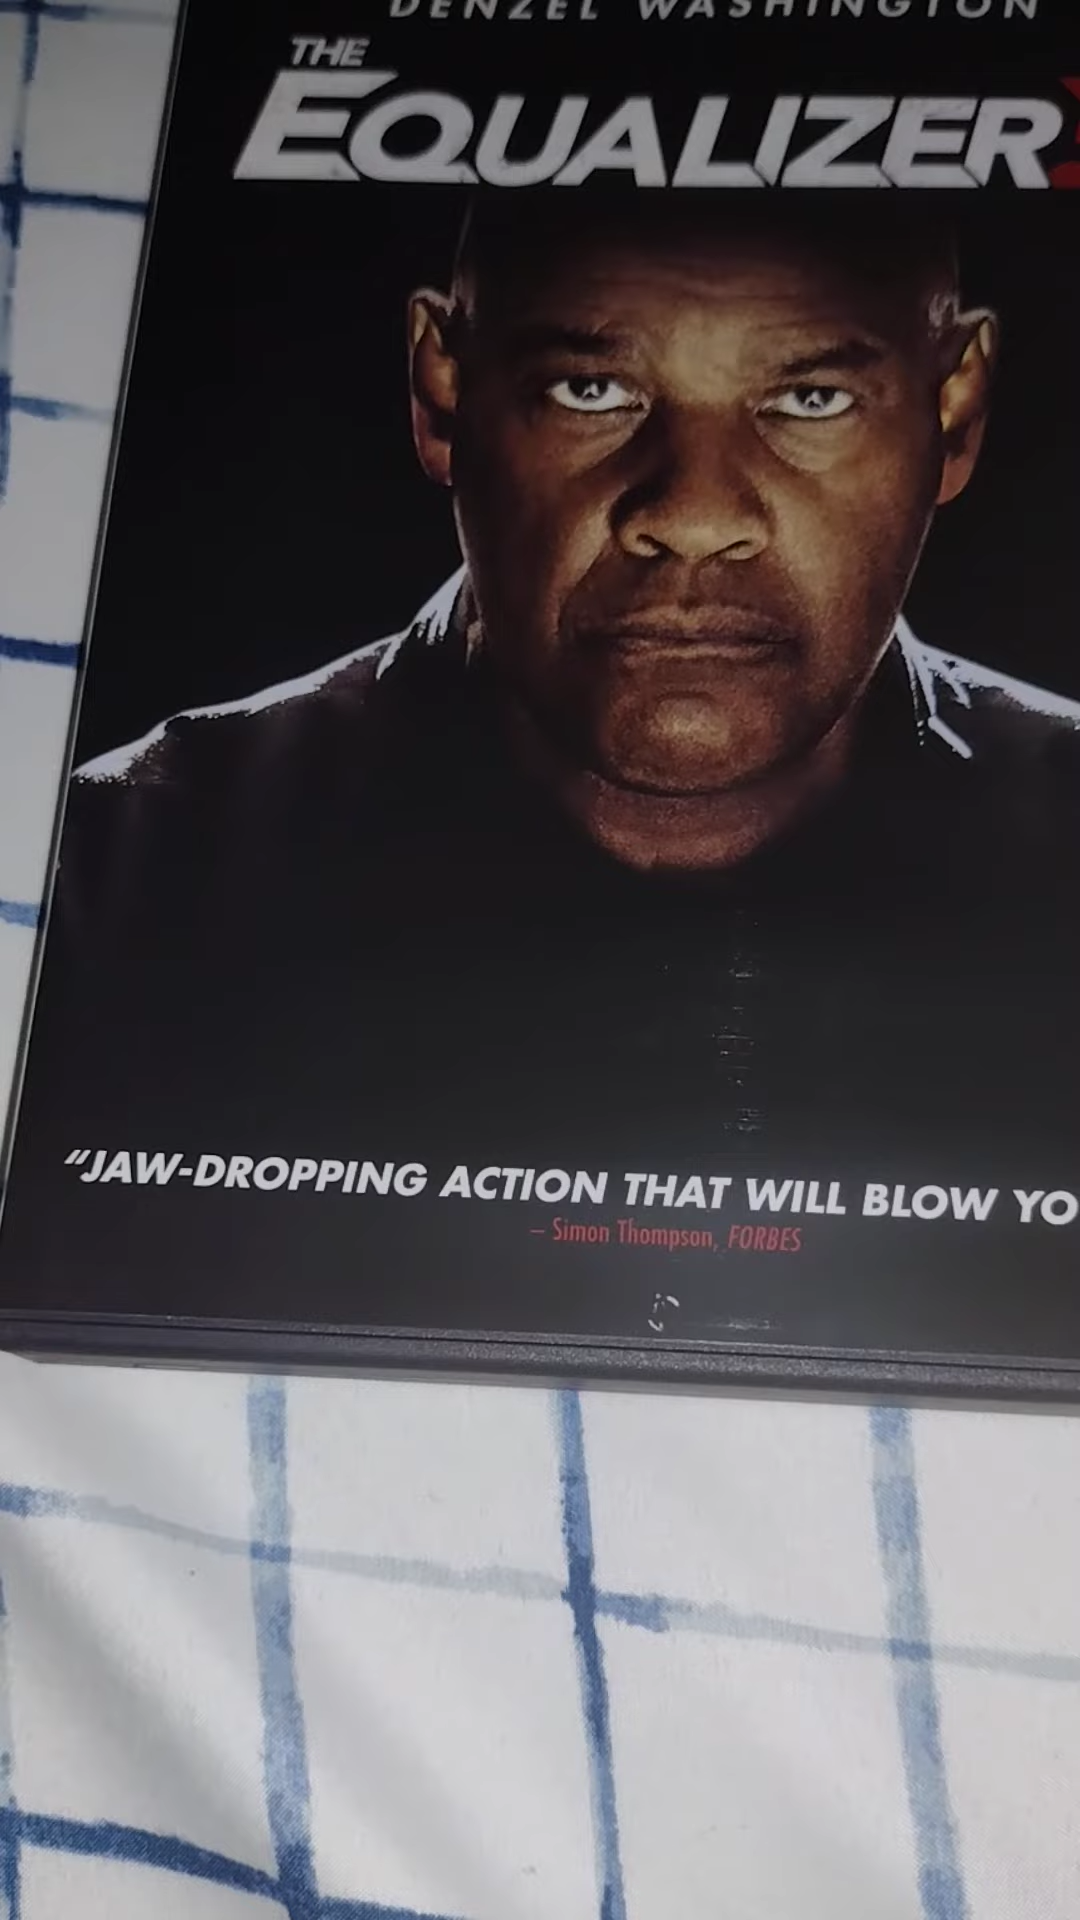 DENZEL WASHINGTON
THE
EQUALIZER
"JAW-DROPPING ACTION THAT WILL BLOW YO
– Simon Thompson, FORBES